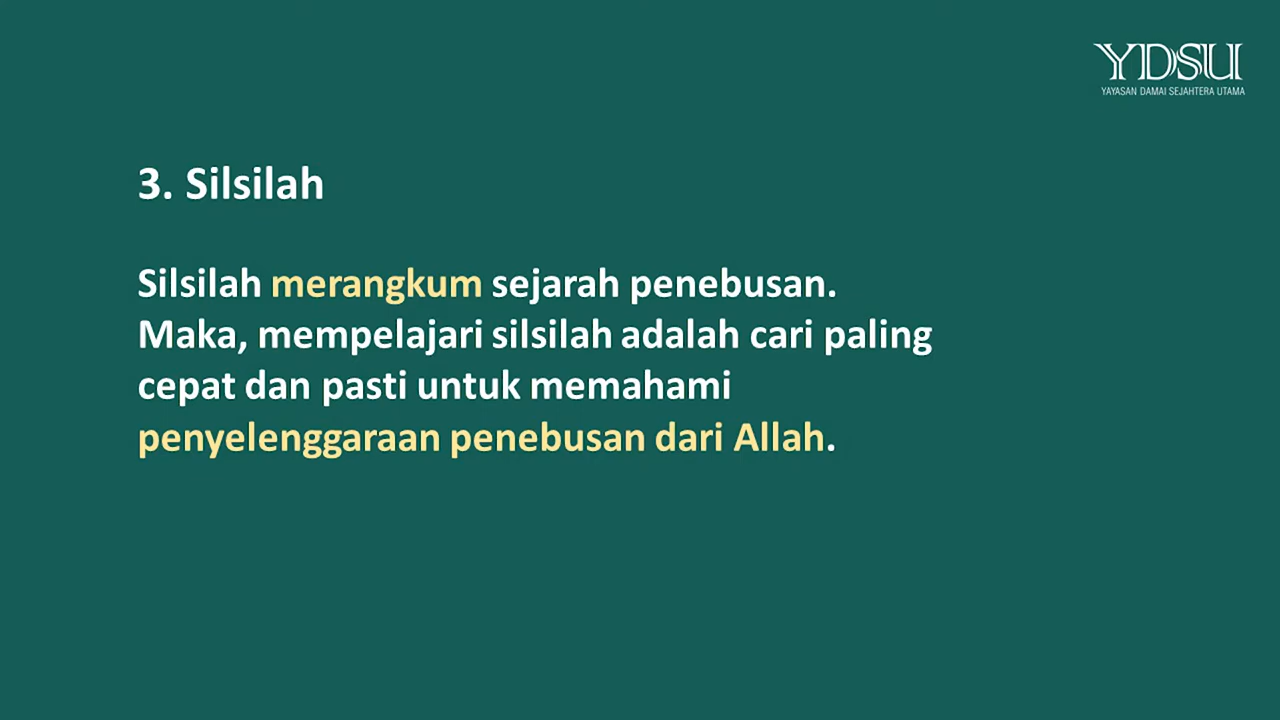 YDSU
YAYASAN DAMAI SEJAHTERA UTAMA
3. Silsilah
Silsilah merangkum sejarah penebusan.
Maka, mempelajari silsilah adalah cari paling
cepat dan pasti untuk memahami
penyelenggaraan penebusan dari Allah.